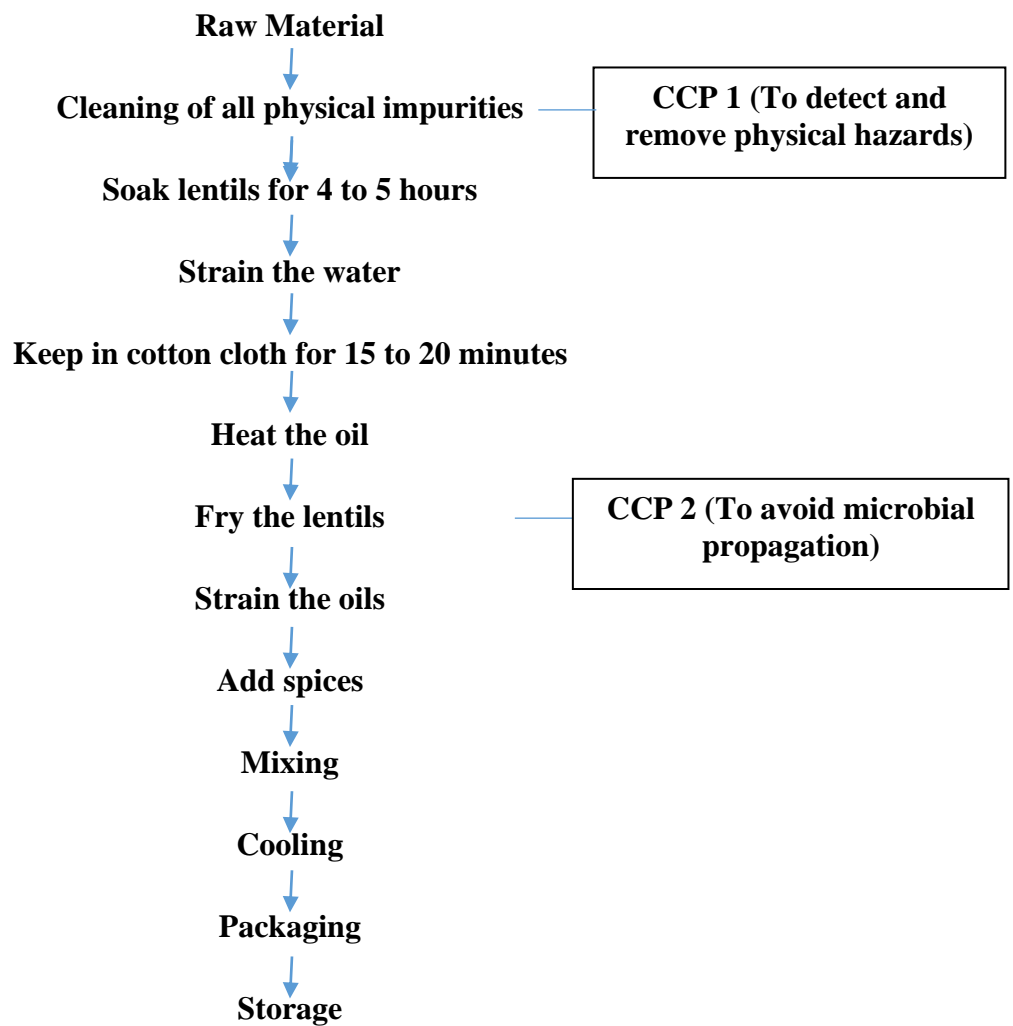 Raw Material
Cleaning of all physical impurities
CCP 1 (To detect and
remove physical hazards)
Soak lentils for 4 to 5 hours
Strain the water
Keep in cotton cloth for 15 to 20 minutes
Heat the oil
Fry the lentils
CCP 2 (To avoid microbial
propagation)
Strain the oils
Add spices
Mixing
Cooling
Packaging
Storage